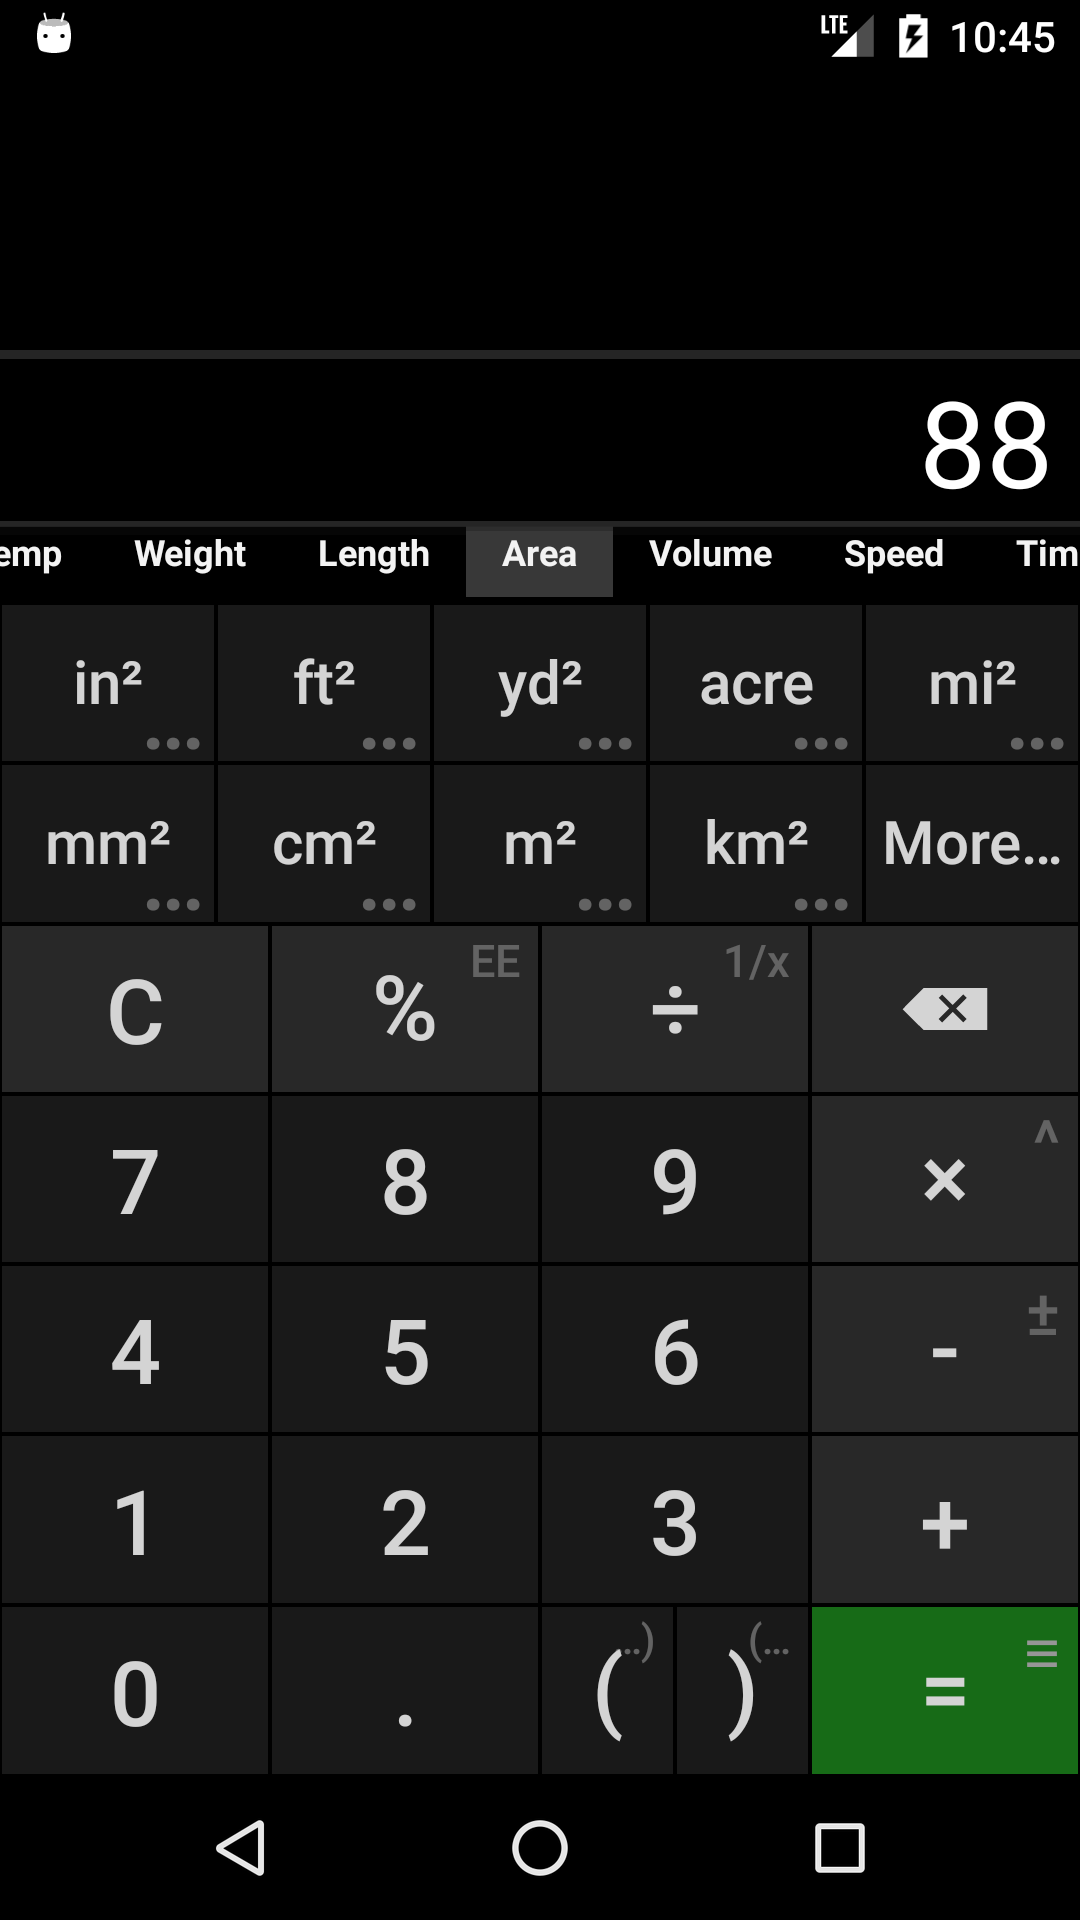 LTE 10:45
88
emp Weight Length Area Volume Speed Tim
in² ft² yd² acre mi²
mm² cm² m² km² More...
C % EE ÷ 1/x
7 8 9 × ^
4 5 6 - ±
1 2 3 +
0 . ( ..) ) (... =